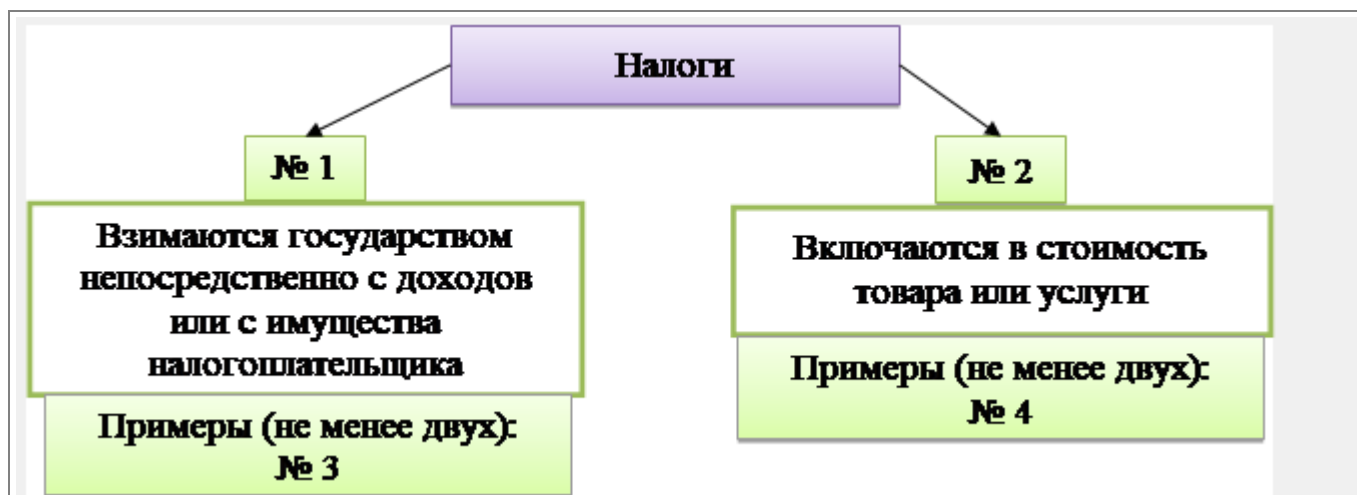 Налоги
№ 1
Взимаются государством
непосредственно с доходов
или с имущества
налогоплательщика
Примеры (не менее двух):
№ 3
№ 2
Включаются в стоимость
товара или услуги
Примеры (не менее двух):
№ 4